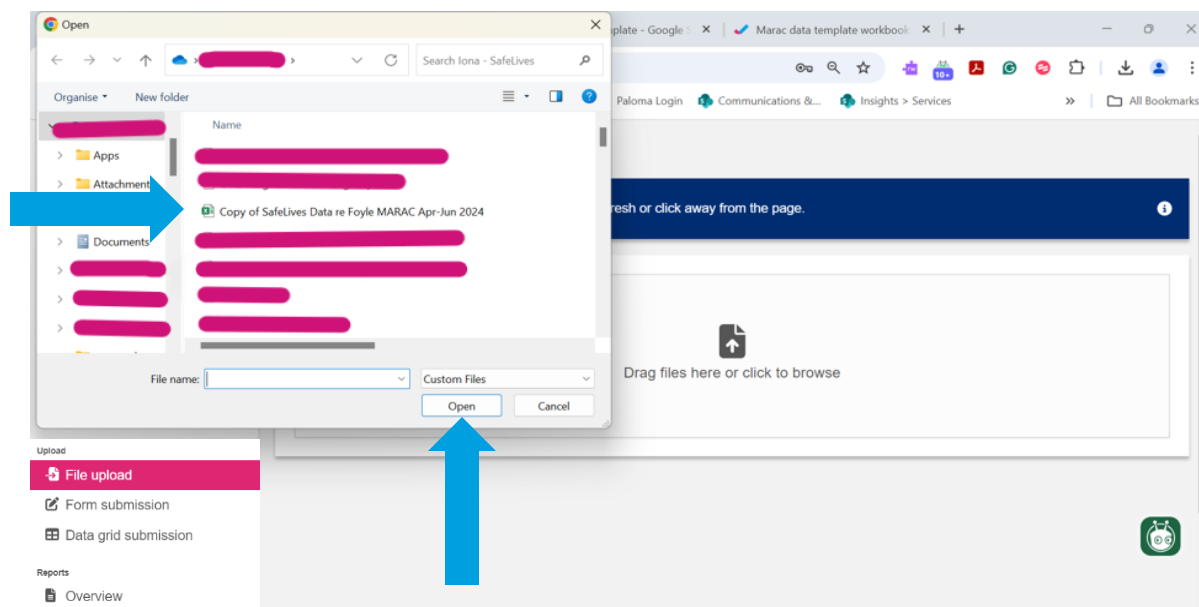 Open
Search Iona - SafeLives
Organise
New folder
Name
Apps
Attachment
Copy of SafeLives Data re Foyle MARAC Apr-Jun 2024
Documents
File name:
Custom Files
Open
Cancel
plate - Google S
Marac data template workbook
10+
Paloma Login
Communications &...
Insights > Services
All Bookmarks
resh or click away from the page.
Drag files here or click to browse
Upload
File upload
Form submission
Data grid submission
Reports
Overview